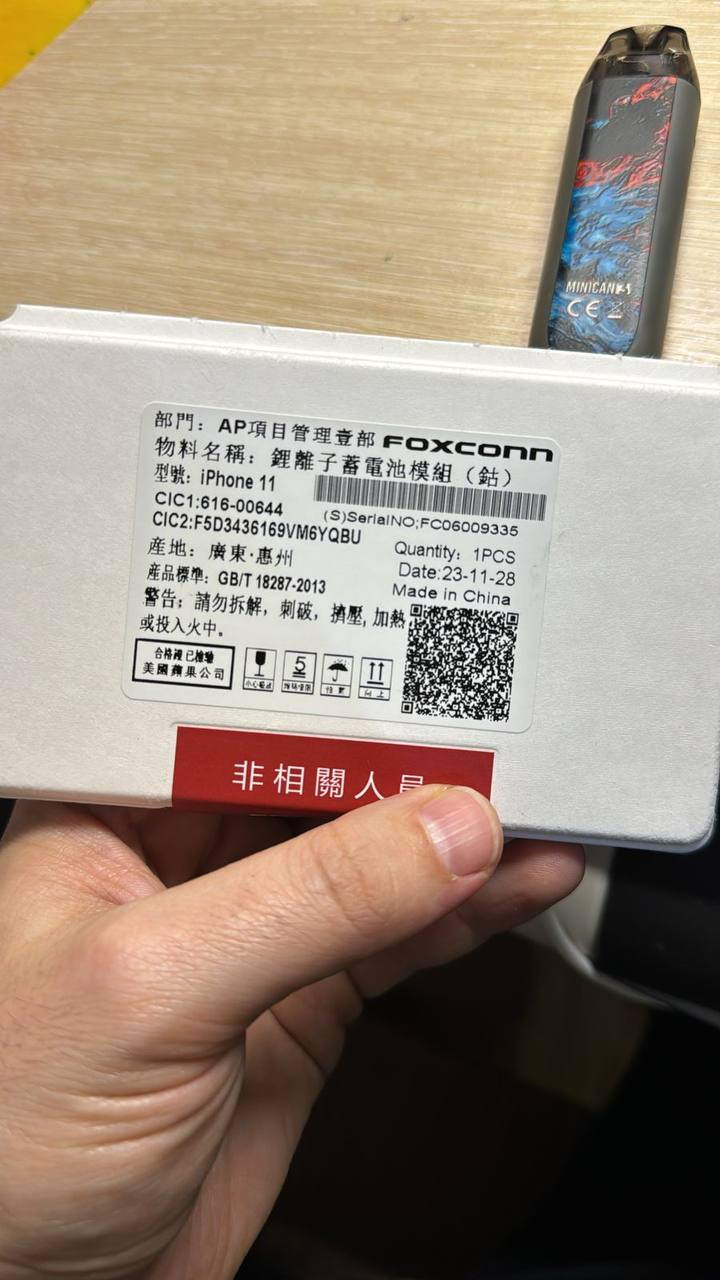 MINICAN
CE
部門：AP項目管理壹部 FOXCONN
物料名稱：鋰離子蓄電池模組（鈷）
型號：iPhone 11
CIC1:616-00644
(S)SerialNO;FC06009335
CIC2:F5D3436169VM6YQBU
Quantity：1PCS
產地：廣東·惠州
Date:23-11-28
產品標準：GB/T 18287-2013
Made in China
警告；請勿拆解，刺破，擠壓，加熱
或投入火中。
合格證已檢驗
美國蘋果公司
5
向上
非相關人員